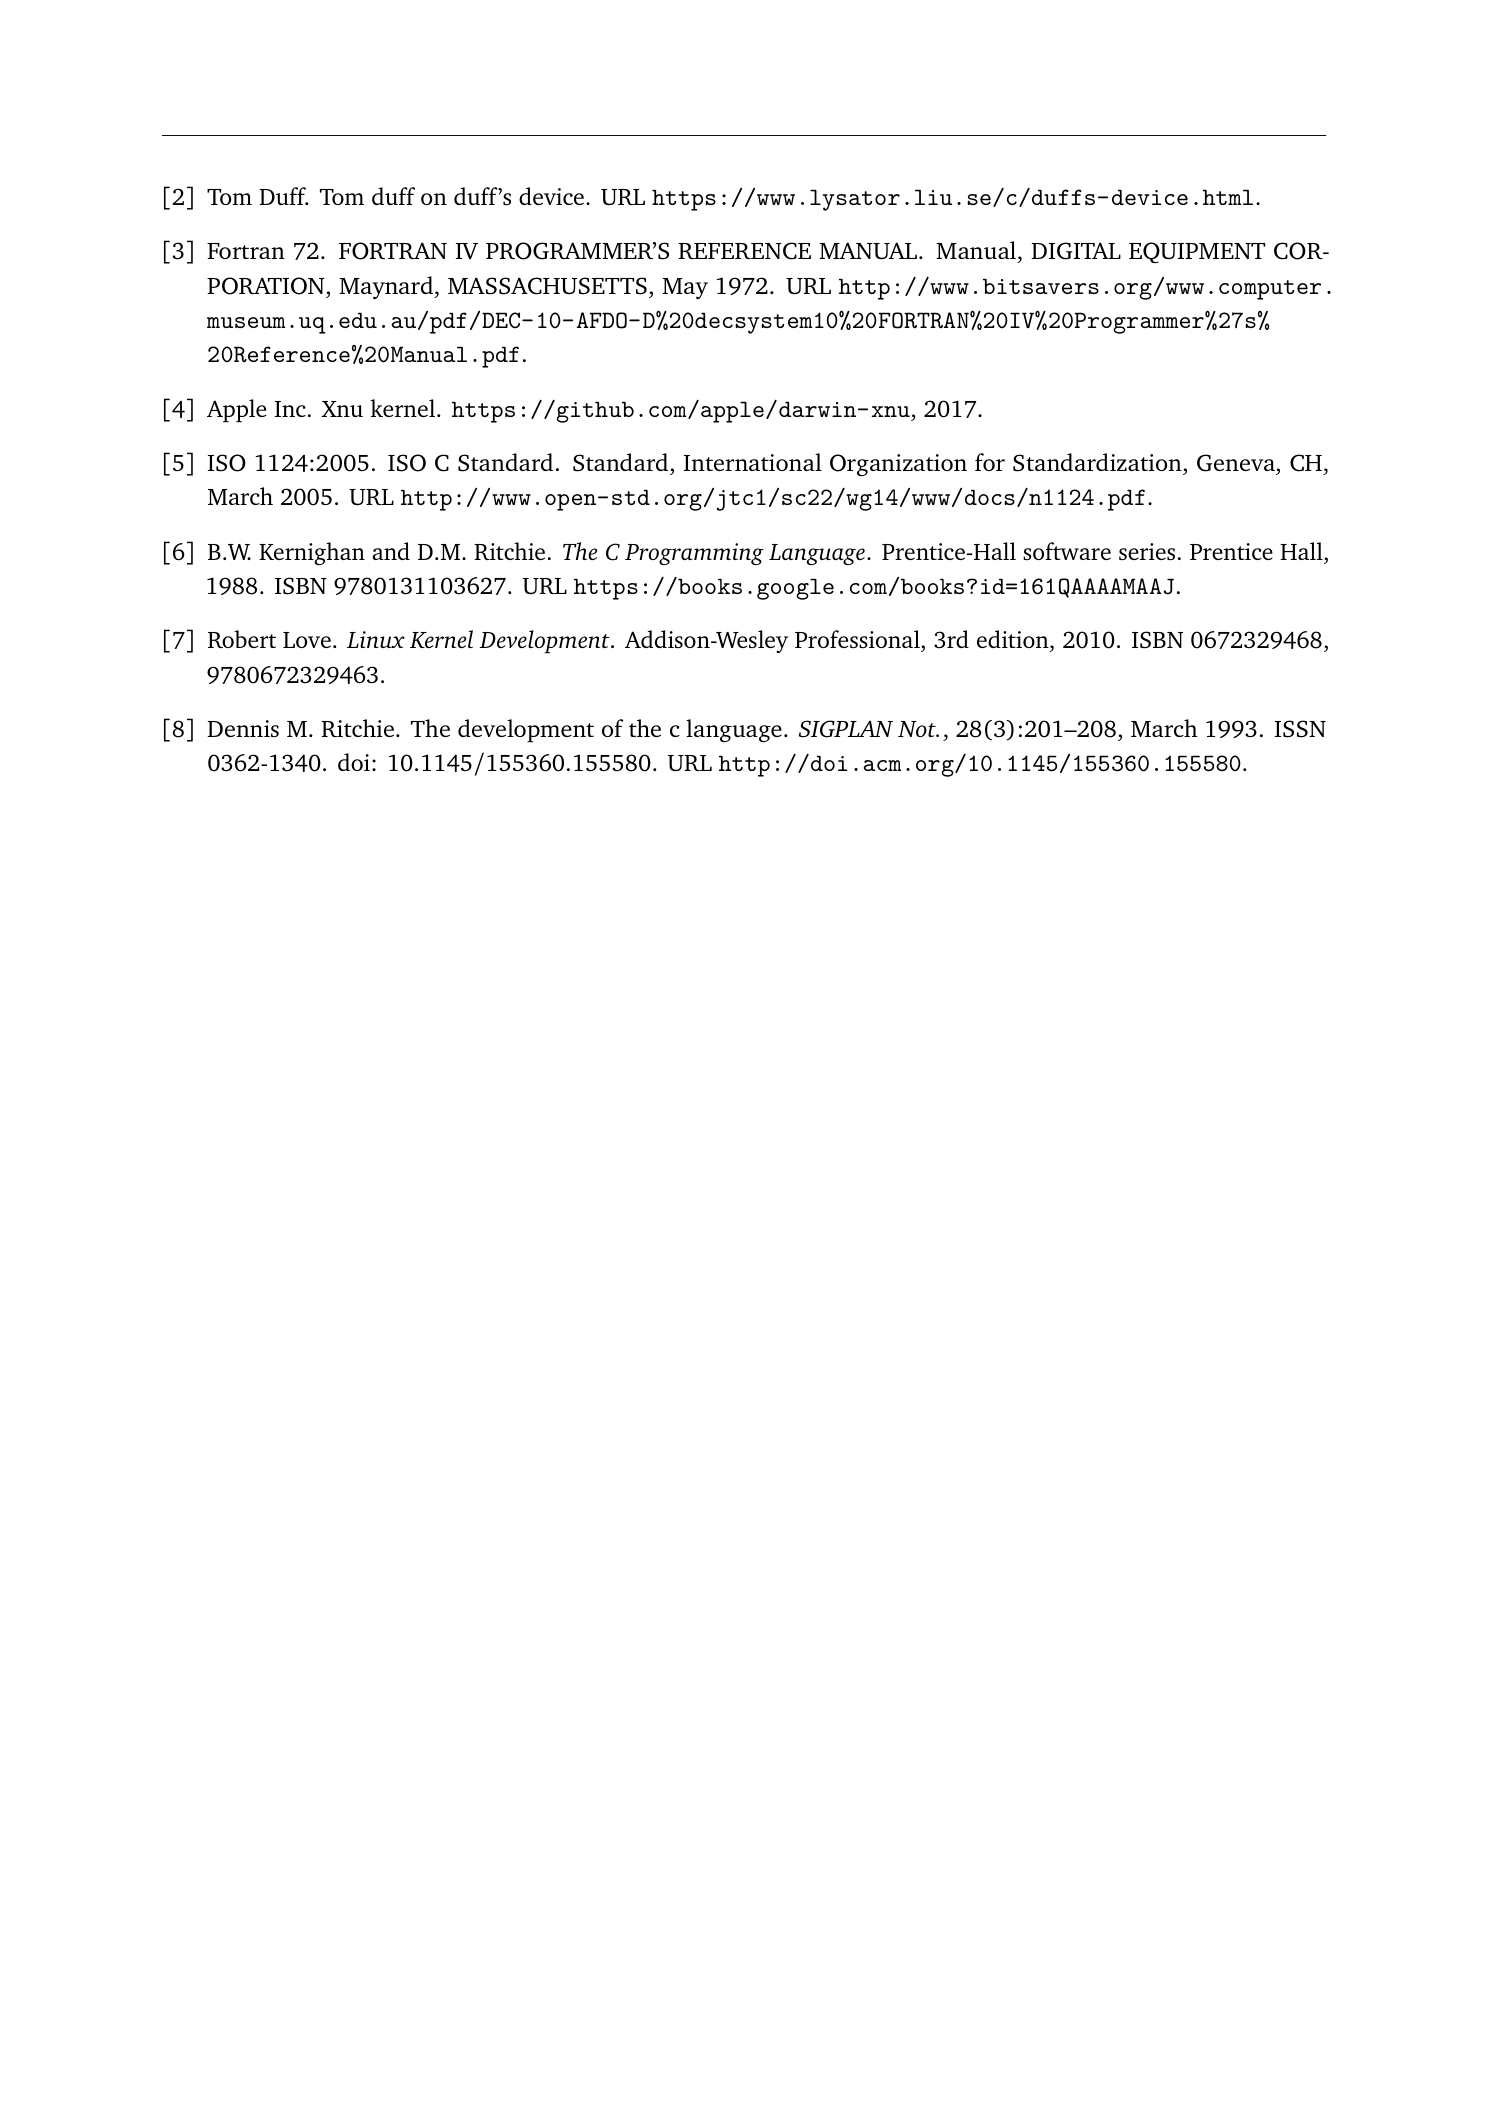 [2] Tom Duff. Tom duff on duff's device. URL https://www.lysator.liu.se/c/duffs-device.html.
[3] Fortran 72. FORTRAN IV PROGRAMMER'S REFERENCE MANUAL. Manual, DIGITAL EQUIPMENT COR-
PORATION, Maynard, MASSACHUSETTS, May 1972. URL http://www.bitsavers.org/www.computer.
museum.uq.edu.au/pdf/DEC-10-AFDO-D%20decsystem10%20FORTRAN%20IV%20Programmer%27s%
20Reference%20Manual.pdf.
[4] Apple Inc. Xnu kernel. https://github.com/apple/darwin-xnu, 2017.
[5] ISO 1124:2005. ISO C Standard. Standard, International Organization for Standardization, Geneva, CH,
March 2005. URL http://www.open-std.org/jtc1/sc22/wg14/www/docs/n1124.pdf.
[6] B.W. Kernighan and D.M. Ritchie. The C Programming Language. Prentice-Hall software series. Prentice Hall,
1988. ISBN 9780131103627. URL https://books.google.com/books?id=161QAAAAMAAJ.
[7] Robert Love. Linux Kernel Development. Addison-Wesley Professional, 3rd edition, 2010. ISBN 0672329468,
9780672329463.
[8] Dennis M. Ritchie. The development of the c language. SIGPLAN Not., 28(3):201–208, March 1993. ISSN
0362-1340. doi: 10.1145/155360.155580. URL http://doi.acm.org/10.1145/155360.155580.